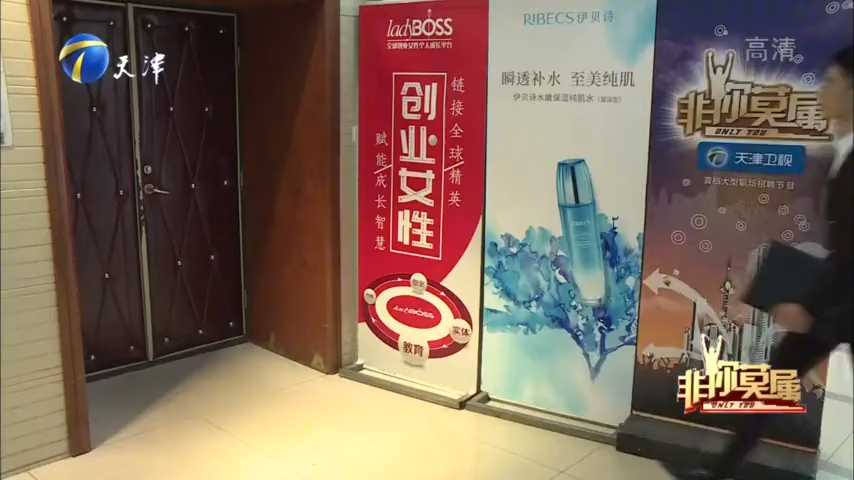 天津
高清
ladyBOSS
全球创业女性个人成长平台
链接全球精英
创业女性
赋能成长智慧
ladyBOSS
实体
教育
RIBECS 伊贝诗
瞬透补水 至美纯肌
伊贝诗水嫩保湿纯肌水
非你莫属
ONLY YOU
天津卫视
首档大型职场招聘节目
非你莫属
ONLY YOU